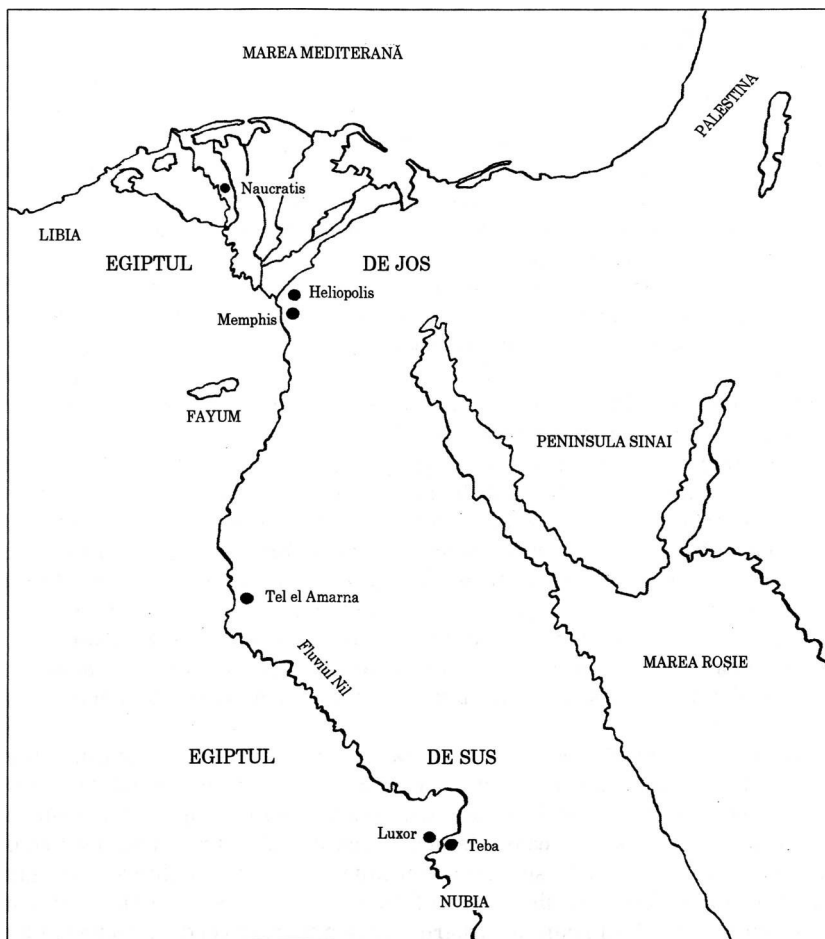 MAREA MEDITERANĂ
PALESTINA
Naucratis
LIBIA
EGIPTUL DE JOS
Heliopolis
Memphis
FAYUM
PENINSULA SINAI
Tel el Amarna
Fluviul Nil
MAREA ROȘIE
EGIPTUL DE SUS
Luxor
Teba
NUBIA